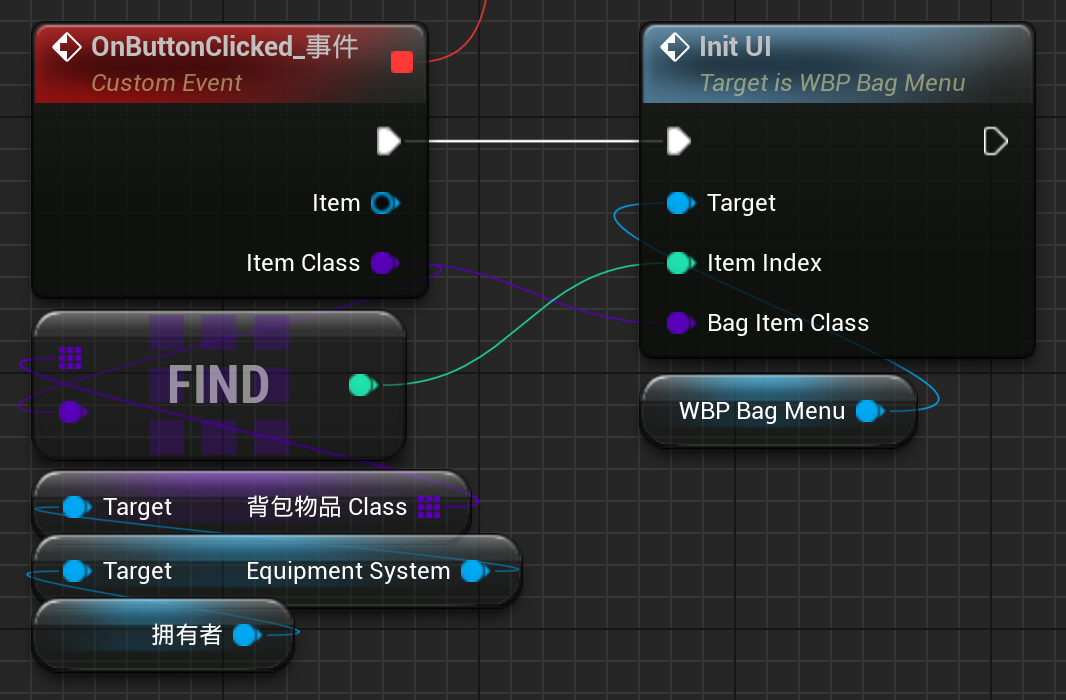 OnButtonClicked_事件
Custom Event
Item
Item Class
Init UI
Target is WBP Bag Menu
Target
Item Index
Bag Item Class
FIND
WBP Bag Menu
Target 背包物品 Class
Target Equipment System
拥有者